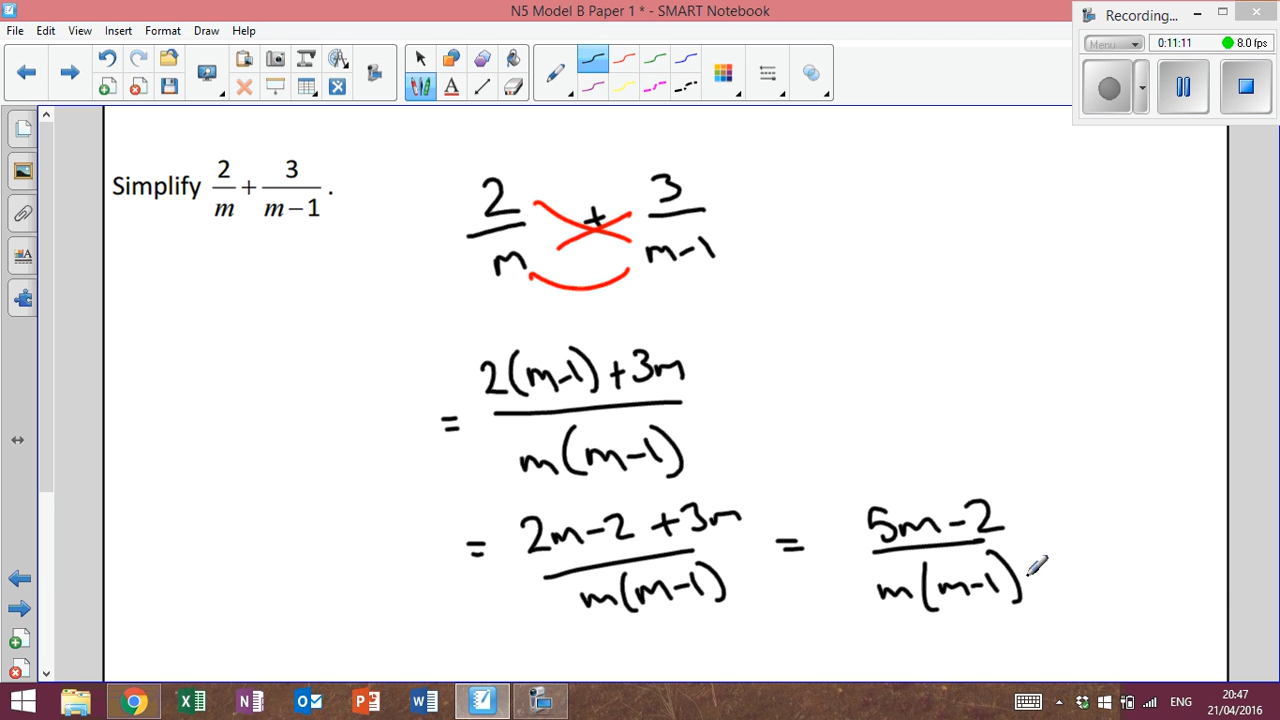 N5 Model B Paper 1 * - SMART Notebook
Recording...
File Edit View Insert Format Draw Help
Menu 0:11:11 8.0 fps
Simplify 2/m + 3/(m−1) .
2/m + 3/(m-1)
= (2(m-1)+3m)/(m(m-1))
= (2m-2+3m)/(m(m-1)) = (5m-2)/(m(m-1))
ENG
20:47
21/04/2016